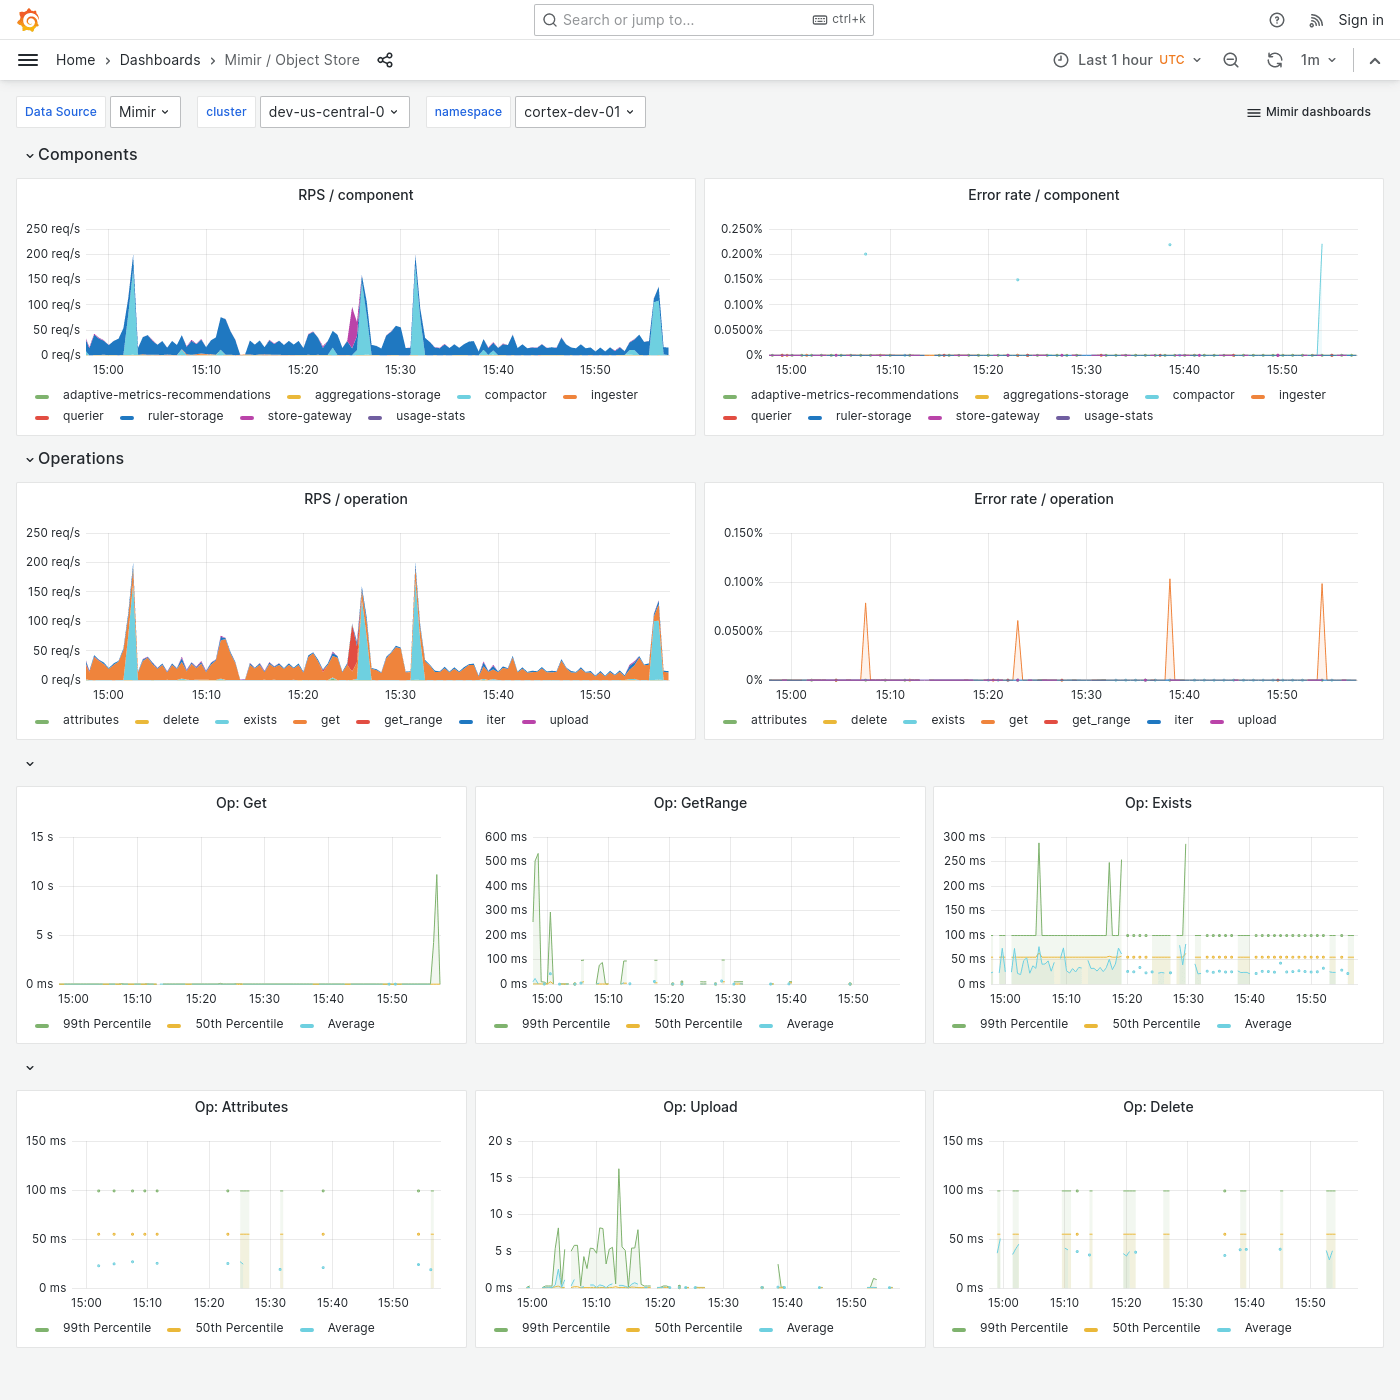 Search or jump to... ctrl+k Sign in
Home Dashboards Mimir / Object Store Last 1 hour UTC 1m
Data Source Mimir cluster dev-us-central-0 namespace cortex-dev-01 Mimir dashboards
Components
RPS / component
250 req/s
200 req/s
150 req/s
100 req/s
50 req/s
0 req/s
15:00 15:10 15:20 15:30 15:40 15:50
adaptive-metrics-recommendations aggregations-storage compactor ingester
querier ruler-storage store-gateway usage-stats
Error rate / component
0.250%
0.200%
0.150%
0.100%
0.0500%
0%
15:00 15:10 15:20 15:30 15:40 15:50
adaptive-metrics-recommendations aggregations-storage compactor ingester
querier ruler-storage store-gateway usage-stats
Operations
RPS / operation
250 req/s
200 req/s
150 req/s
100 req/s
50 req/s
0 req/s
15:00 15:10 15:20 15:30 15:40 15:50
attributes delete exists get get_range iter upload
Error rate / operation
0.150%
0.100%
0.0500%
0%
15:00 15:10 15:20 15:30 15:40 15:50
attributes delete exists get get_range iter upload
Op: Get
15 s
10 s
5 s
0 ms
15:00 15:10 15:20 15:30 15:40 15:50
99th Percentile 50th Percentile Average
Op: GetRange
600 ms
500 ms
400 ms
300 ms
200 ms
100 ms
0 ms
15:00 15:10 15:20 15:30 15:40 15:50
99th Percentile 50th Percentile Average
Op: Exists
300 ms
250 ms
200 ms
150 ms
100 ms
50 ms
0 ms
15:00 15:10 15:20 15:30 15:40 15:50
99th Percentile 50th Percentile Average
Op: Attributes
150 ms
100 ms
50 ms
0 ms
15:00 15:10 15:20 15:30 15:40 15:50
99th Percentile 50th Percentile Average
Op: Upload
20 s
15 s
10 s
5 s
0 ms
15:00 15:10 15:20 15:30 15:40 15:50
99th Percentile 50th Percentile Average
Op: Delete
150 ms
100 ms
50 ms
0 ms
15:00 15:10 15:20 15:30 15:40 15:50
99th Percentile 50th Percentile Average